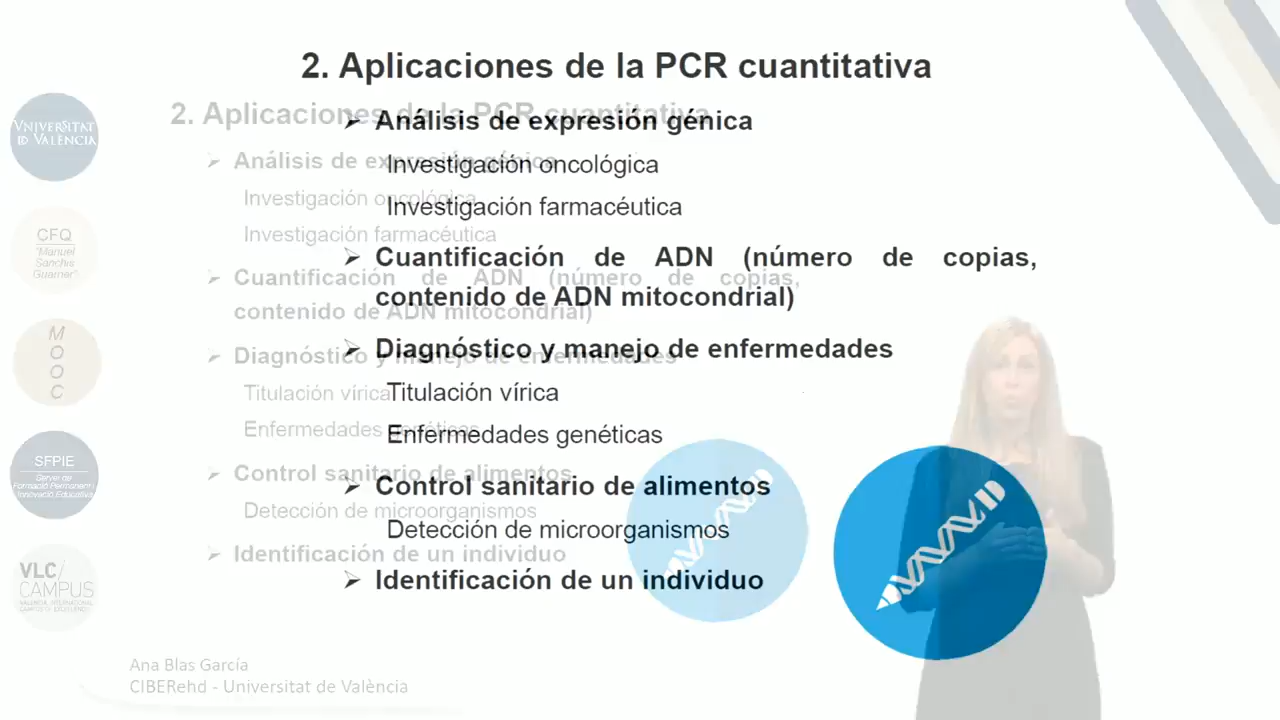 2. Aplicaciones de la PCR cuantitativa
Análisis de expresión génica
Investigación oncológica
Investigación farmacéutica
Cuantificación de ADN (número de copias,
contenido de ADN mitocondrial)
Diagnóstico y manejo de enfermedades
Titulación vírica
Enfermedades genéticas
Control sanitario de alimentos
Detección de microorganismos
Identificación de un individuo
2. Aplicaciones de la PCR cuantitativa
Análisis de expresión génica
Investigación oncológica
Investigación farmacéutica
Cuantificación de ADN (número de copias,
contenido de ADN mitocondrial)
Diagnóstico y manejo de enfermedades
Titulación vírica
Enfermedades genéticas
Control sanitario de alimentos
Detección de microorganismos
Identificación de un individuo
VNIVERSITAT
ID VALÈNCIA
CFQ
"Manuel
Sanchis
Guarner"
M
O
O
C
SFPIE
Servei de
Formació Permanent i
Innovació Educativa
VLC/
CAMPUS
VALENCIA, INTERNATIONAL
CAMPUS OF EXCELLENCE
Ana Blas García
CIBERehd - Universitat de València